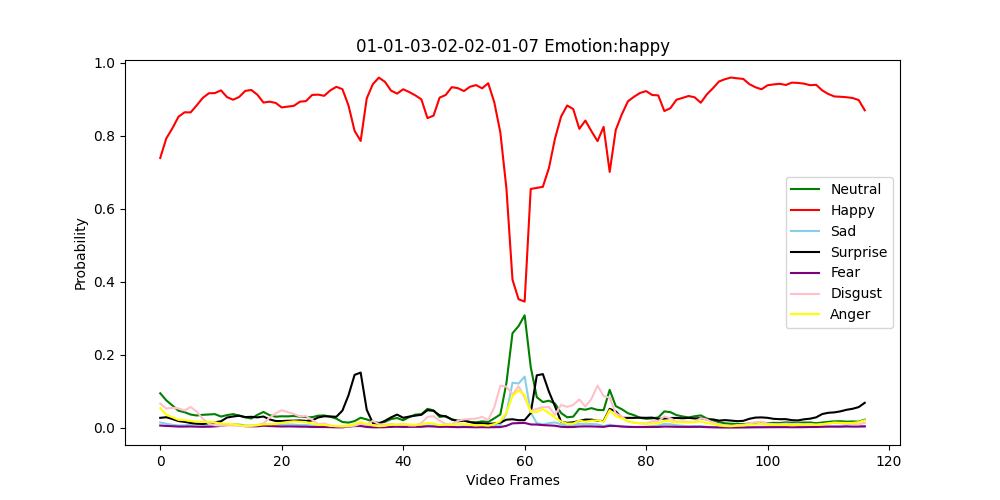 01-01-03-02-02-01-07 Emotion:happy
1.0
0.8
0.6
0.4
0.2
0.0
Probability
Neutral
Happy
Sad
Surprise
Fear
Disgust
Anger
0 20 40 60 80 100 120
Video Frames